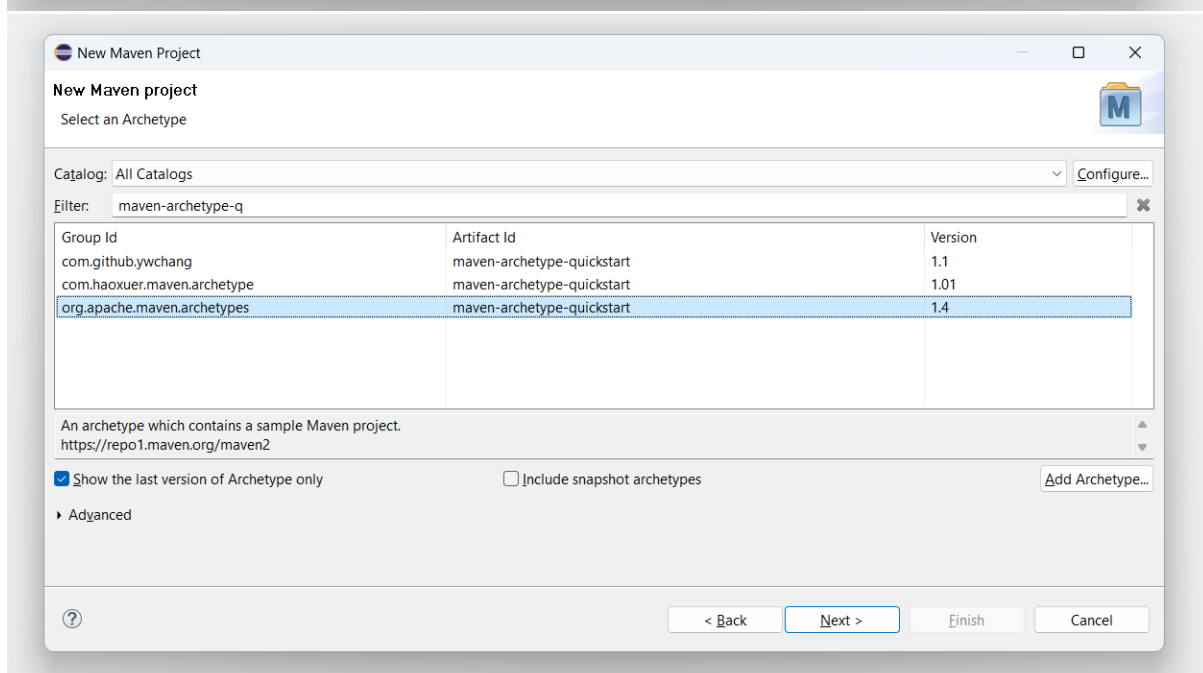 New Maven Project
New Maven project
Select an Archetype
Catalog: All Catalogs Configure...
Filter: maven-archetype-q
Group Id Artifact Id Version
com.github.ywchang maven-archetype-quickstart 1.1
com.haoxuer.maven.archetype maven-archetype-quickstart 1.01
org.apache.maven.archetypes maven-archetype-quickstart 1.4
An archetype which contains a sample Maven project.
https://repo1.maven.org/maven2
Show the last version of Archetype only Include snapshot archetypes Add Archetype...
Advanced
? < Back Next > Finish Cancel